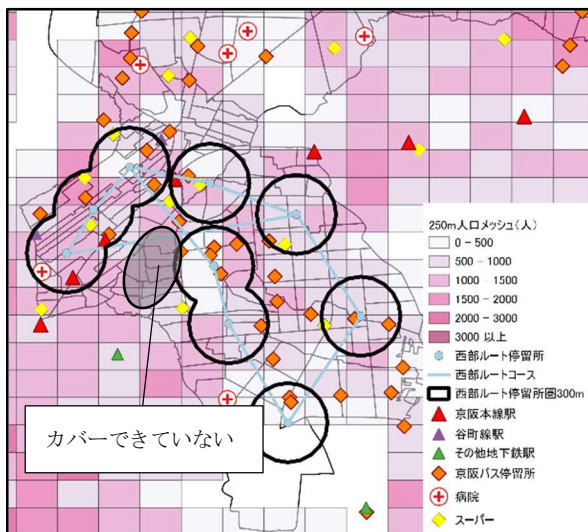 250m人口メッシュ（人）
0 - 500
500 - 1000
1000 - 1500
1500 - 2000
2000 - 3000
3000 以上
西部ルート停留所
西部ルートコース
西部ルート停留所圏300m
京阪本線駅
谷町線駅
その他地下鉄駅
京阪バス停留所
病院
スーパー
カバーできていない